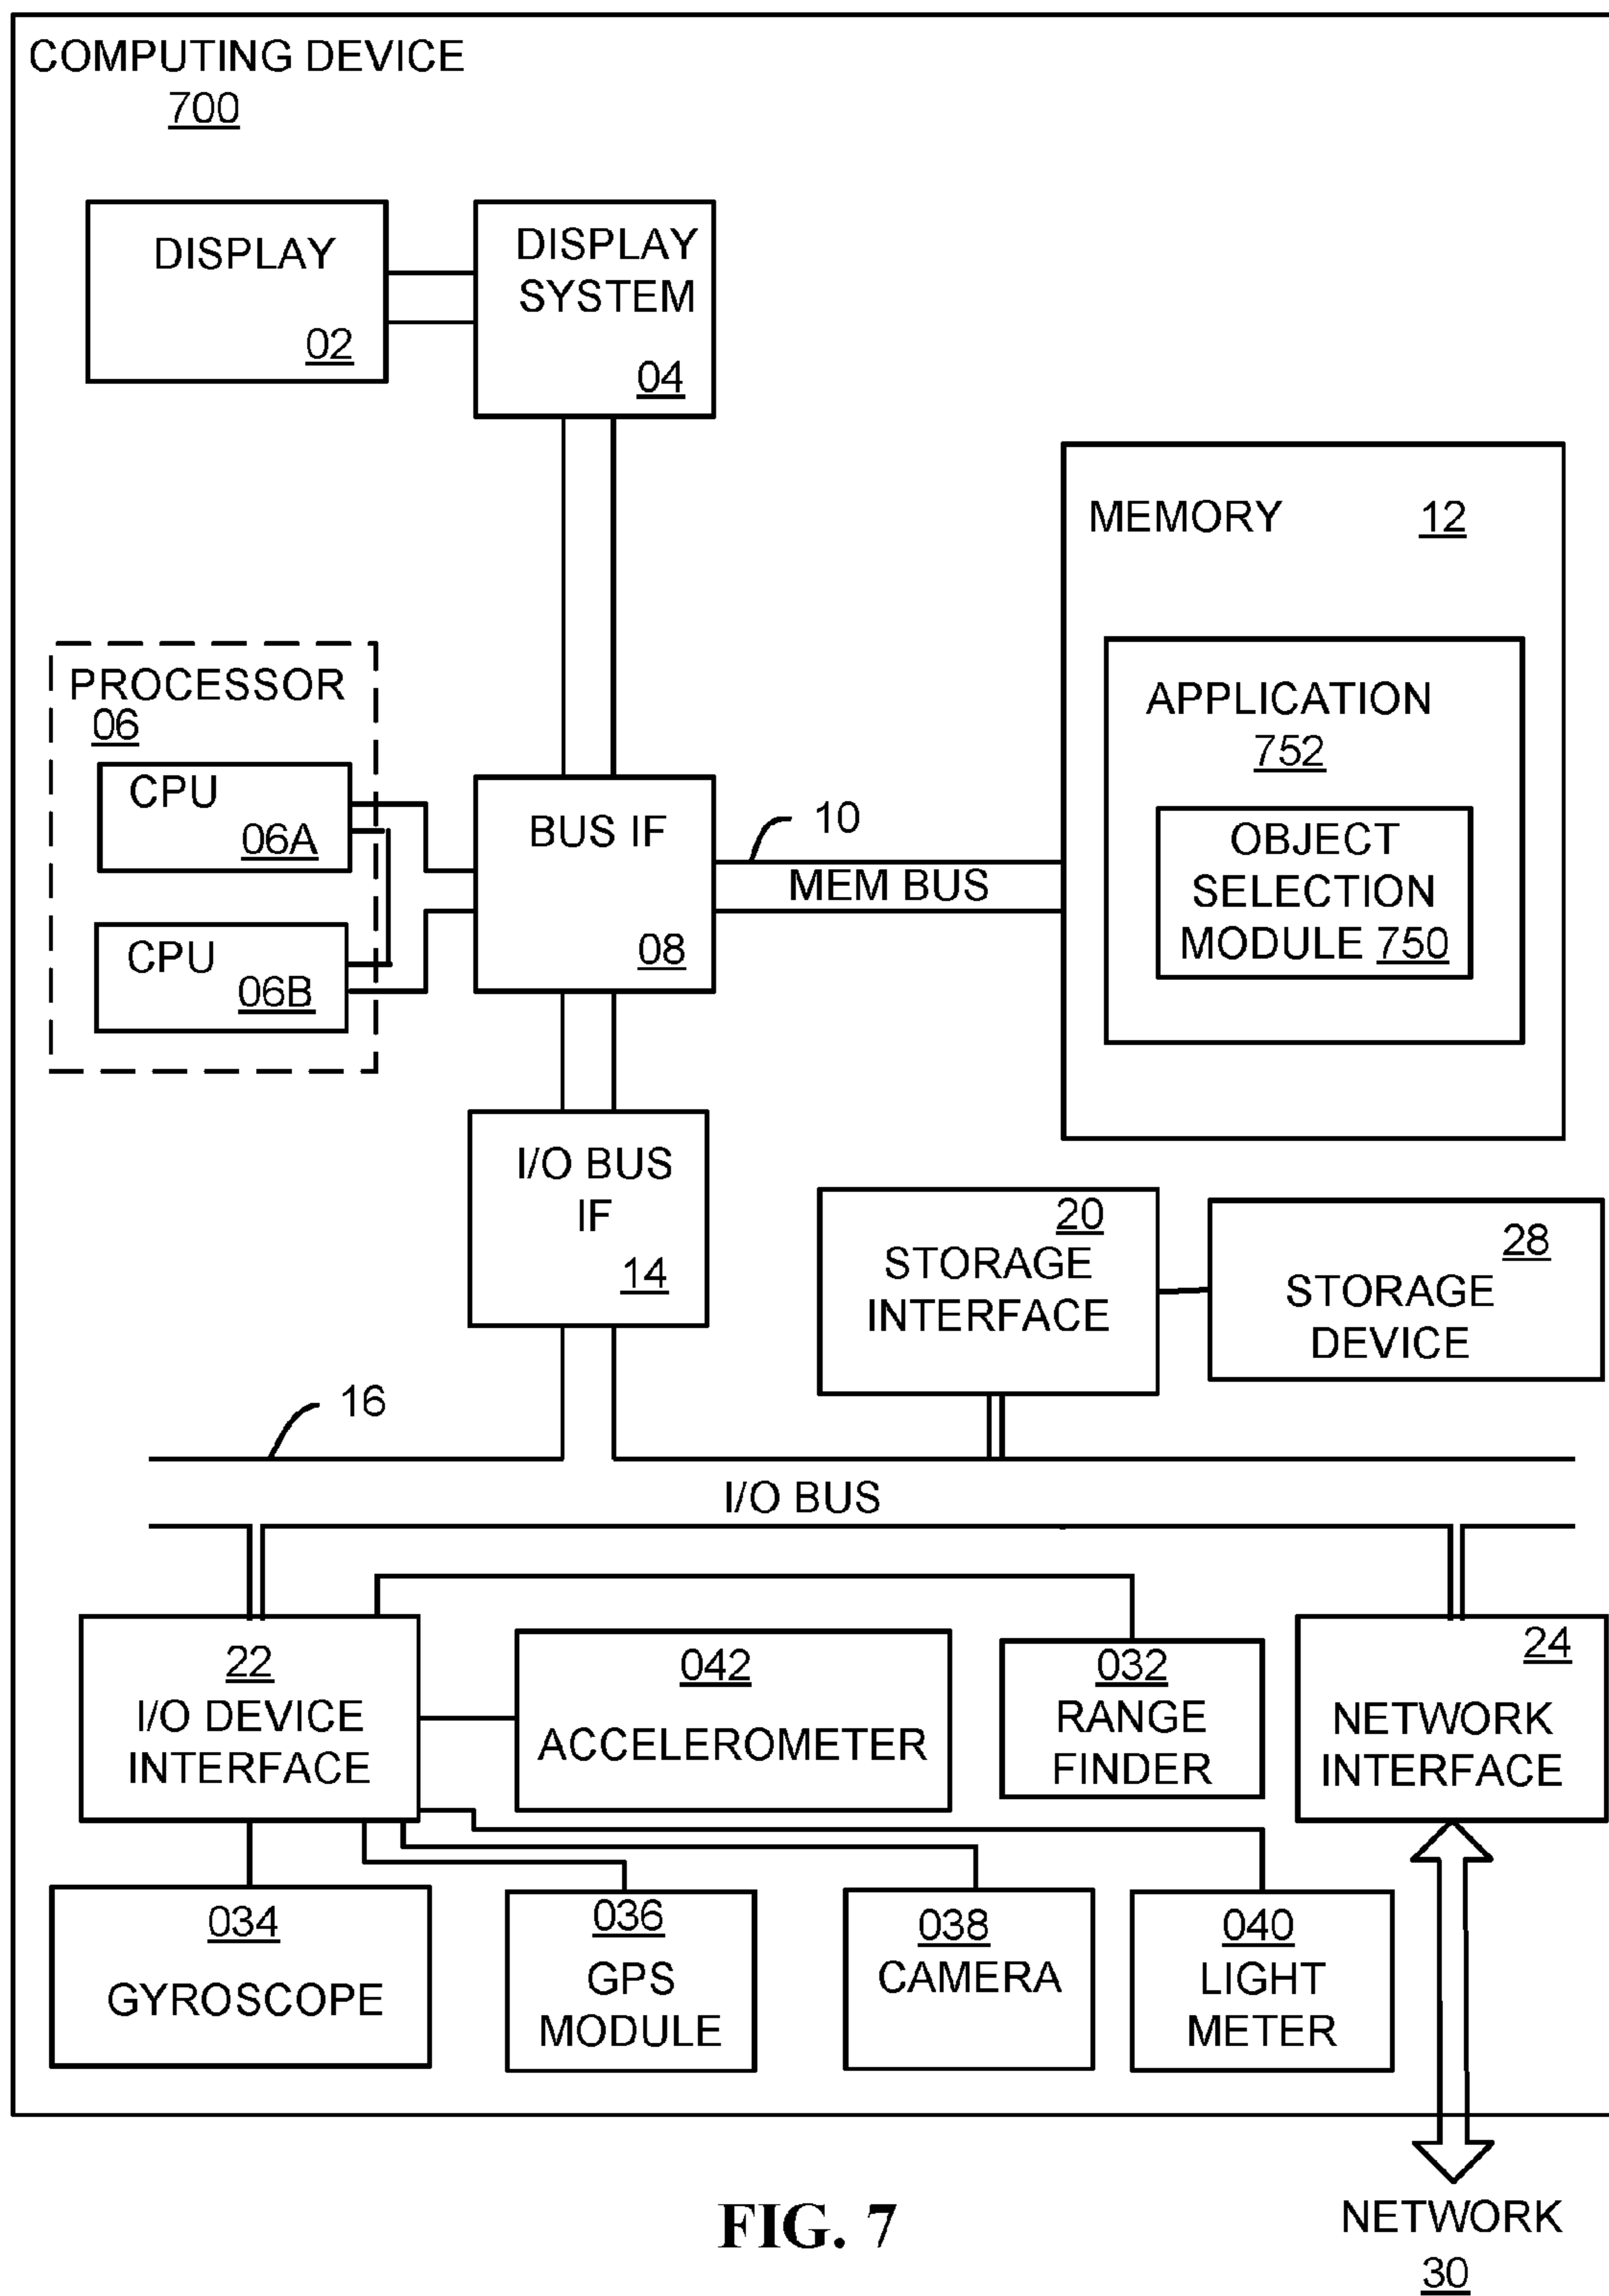 COMPUTING DEVICE
700
DISPLAY
02
DISPLAY
SYSTEM
04
MEMORY 12
APPLICATION
752
OBJECT
SELECTION
MODULE 750
PROCESSOR
06
CPU
06A
CPU
06B
BUS IF
08
10
MEM BUS
I/O BUS
IF
14
20
STORAGE
INTERFACE
28
STORAGE
DEVICE
16
I/O BUS
22
I/O DEVICE
INTERFACE
042
ACCELEROMETER
032
RANGE
FINDER
24
NETWORK
INTERFACE
034
GYROSCOPE
036
GPS
MODULE
038
CAMERA
040
LIGHT
METER
FIG. 7
NETWORK
30